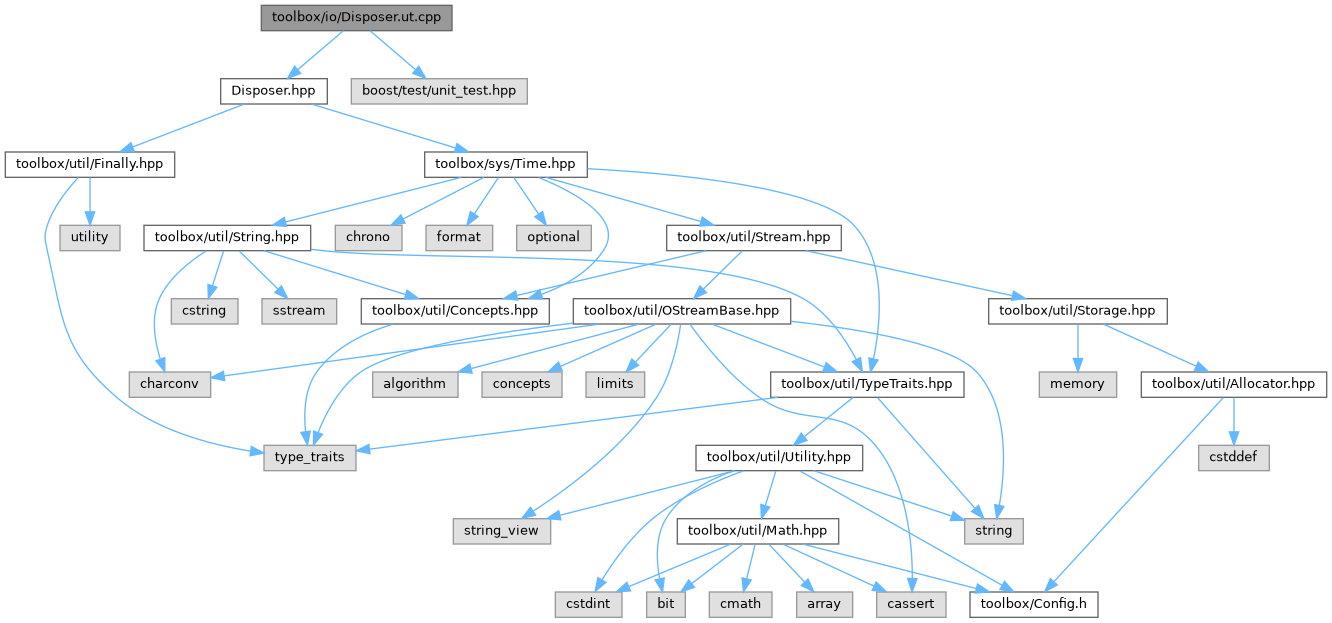 toolbox/io/Disposer.ut.cpp
Disposer.hpp
boost/test/unit_test.hpp
toolbox/util/Finally.hpp
toolbox/sys/Time.hpp
utility
toolbox/util/String.hpp
chrono
format
optional
toolbox/util/Stream.hpp
cstring
sstream
toolbox/util/Concepts.hpp
toolbox/util/OStreamBase.hpp
toolbox/util/Storage.hpp
charconv
algorithm
concepts
limits
toolbox/util/TypeTraits.hpp
memory
toolbox/util/Allocator.hpp
type_traits
toolbox/util/Utility.hpp
cstddef
string_view
toolbox/util/Math.hpp
string
cstdint
bit
cmath
array
cassert
toolbox/Config.h